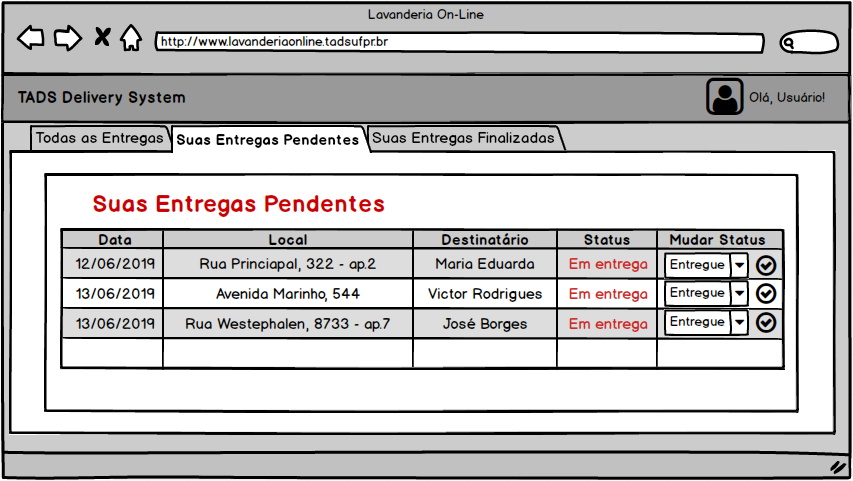 Lavanderia On-Line
http://www.lavanderiaonline.tadsufpr.br
TADS Delivery System
Olá, Usuário!
Todas as Entregas
Suas Entregas Pendentes
Suas Entregas Finalizadas
Suas Entregas Pendentes
Data Local Destinatário Status Mudar Status
12/06/2019 Rua Princiapal, 322 - ap.2 Maria Eduarda Em entrega Entregue
13/06/2019 Avenida Marinho, 544 Victor Rodrigues Em entrega Entregue
13/06/2019 Rua Westephalen, 8733 - ap.7 José Borges Em entrega Entregue